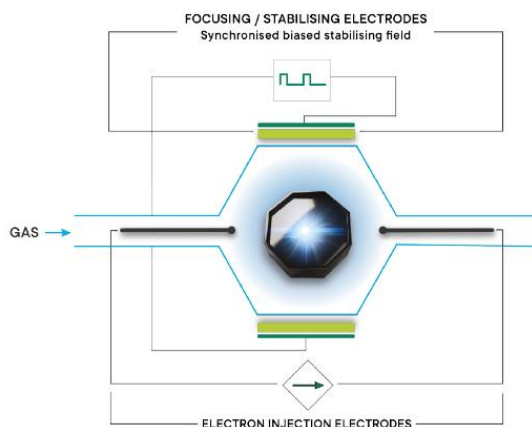 FOCUSING / STABILISING ELECTRODES
Synchronised biased stabilising field
GAS
ELECTRON INJECTION ELECTRODES